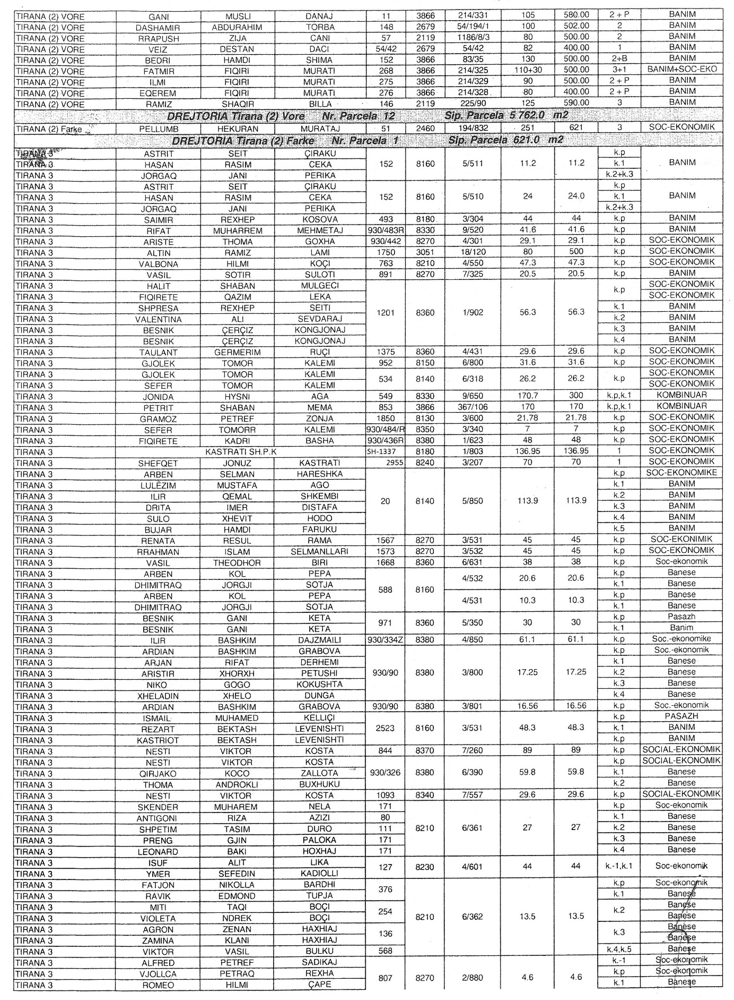 TIRANA (2) VORE GANI MUSLI DANAJ 11 3866 214/331 105 580.00 2 + P BANIM
TIRANA (2) VORE DASHAMIR ABDURAHIM TORBA 148 2679 54/194/1 100 502.00 2 BANIM
TIRANA (2) VORE RRAPUSH ZIJA CANI 57 2119 1186/8/3 80 500.00 2 BANIM
TIRANA (2) VORE VEIZ DESTAN DACI 54/42 2679 54/42 82 400.00 1 BANIM
TIRANA (2) VORE BEDRI HAMDI SHIMA 152 3866 83/35 130 500.00 2+B BANIM
TIRANA (2) VORE FATMIR FIQIRI MURATI 268 3866 214/325 110+30 500.00 3+1 BANIM+SOC-EKO
TIRANA (2) VORE ILMI FIQIRI MURATI 275 3866 214/329 90 500.00 2 + P BANIM
TIRANA (2) VORE EQEREM FIQIRI MURATI 276 3866 214/328 80 400.00 2 + P BANIM
TIRANA (2) VORE RAMIZ SHAQIR BILLA 146 2119 225/90 125 590.00 3 BANIM
DREJTORIA Tirana (2) Vore Nr. Parcela 12 Sip. Parcela 5 762.0 m2
TIRANA (2) Farke PELLUMB HEKURAN MURATAJ 51 2460 194/832 251 621 3 SOC-EKONOMIK
DREJTORIA Tirana (2) Farke Nr. Parcela 1 Sip. Parcela 621.0 m2
TIRANA 3 ASTRIT SEIT ÇIRAKU k.p
TIRANA 3 HASAN RASIM CEKA 152 8160 5/511 11.2 11.2 k.1 BANIM
TIRANA 3 JORGAQ JANI PERIKA k.2+k.3
TIRANA 3 ASTRIT SEIT ÇIRAKU k.p
TIRANA 3 HASAN RASIM CEKA 152 8160 5/510 24 24.0 k.1 BANIM
TIRANA 3 JORGAQ JANI PERIKA k.2+k.3
TIRANA 3 SAIMIR REXHEP KOSOVA 493 8180 3/304 44 44 k.p BANIM
TIRANA 3 RIFAT MUHARREM MEHMETAJ 930/483R 8330 9/520 41.6 41.6 k.p BANIM
TIRANA 3 ARISTE THOMA GOXHA 930/442 8270 4/301 29.1 29.1 k.p SOC-EKONOMIK
TIRANA 3 ALTIN RAMIZ LAMI 1750 3051 18/120 80 500 k.p SOC-EKONOMIK
TIRANA 3 VALBONA HILMI KOÇI 763 8210 4/550 47.3 47.3 k.p SOC-EKONOMIK
TIRANA 3 VASIL SOTIR SULOTI 891 8270 7/325 20.5 20.5 k.p BANIM
TIRANA 3 HALIT SHABAN MULGECI k.p SOC-EKONOMIK
TIRANA 3 FIQIRETE QAZIM LEKA SOC-EKONOMIK
TIRANA 3 SHPRESA REXHEP SEITI 1201 8360 1/902 56.3 56.3 k.1 BANIM
TIRANA 3 VALENTINA ALI SEVDARAJ k.2 BANIM
TIRANA 3 BESNIK ÇERÇIZ KONGJONAJ k.3 BANIM
TIRANA 3 BESNIK ÇERÇIZ KONGJONAJ k.4 BANIM
TIRANA 3 TAULANT GERMERIM RUÇI 1375 8360 4/431 29.6 29.6 k.p SOC-EKONOMIK
TIRANA 3 GJOLEK TOMOR KALEMI 952 8150 6/800 31.6 31.6 k.p SOC-EKONOMIK
TIRANA 3 GJOLEK TOMOR KALEMI 534 8140 6/318 26.2 26.2 k.p SOC-EKONOMIK
TIRANA 3 SEFER TOMOR KALEMI SOC-EKONOMIK
TIRANA 3 JONIDA HYSNI AGA 549 8330 9/650 170.7 300 k.p,k.1 KOMBINUAR
TIRANA 3 PETRIT SHABAN MEMA 853 3866 367/106 170 170 k.p,k.1 KOMBINUAR
TIRANA 3 GRAMOZ PETREF ZONJA 1850 8130 3/600 21.78 21.78 k.p SOC-EKONOMIK
TIRANA 3 SEFER TOMORR KALEMI 930/484/R 8350 3/340 7 7 k.p SOC-EKONOMIK
TIRANA 3 FIQIRETE KADRI BASHA 930/436R 8380 1/623 48 48 k.p SOC-EKONOMIK
TIRANA 3 KASTRATI SH.P.K SH-1337 8180 1/803 136.95 136.95 1 SOC-EKONOMIK
TIRANA 3 SHEFQET JONUZ KASTRATI 2955 8240 3/207 70 70 1 SOC-EKONOMIK
TIRANA 3 ARBEN SELMAN HARESHKA k.p SOC-EKONOMIKE
TIRANA 3 LULËZIM MUSTAFA AGO k.1 BANIM
TIRANA 3 ILIR QEMAL SHKEMBI 20 8140 5/850 113.9 113.9 k.2 BANIM
TIRANA 3 DRITA IMER DISTAFA k.3 BANIM
TIRANA 3 SULO XHEVIT HODO k.4 BANIM
TIRANA 3 BUJAR HAMDI FARUKU k.5 BANIM
TIRANA 3 RENATA RESUL RAMA 1567 8270 3/531 45 45 k.p SOC-EKONIMIK
TIRANA 3 RRAHMAN ISLAM SELMANLLARI 1573 8270 3/532 45 45 k.p SOC-EKONOMIK
TIRANA 3 VASIL THEODHOR BIRI 1668 8360 6/631 38 38 k.p Soc-ekonomik
TIRANA 3 ARBEN KOL PEPA 588 8160 4/532 20.6 20.6 k.p Banese
TIRANA 3 DHIMITRAQ JORGJI SOTJA k.1 Banese
TIRANA 3 ARBEN KOL PEPA 4/531 10.3 10.3 k.p Banese
TIRANA 3 DHIMITRAQ JORGJI SOTJA k.1 Banese
TIRANA 3 BESNIK GANI KETA 971 8360 5/350 30 30 k.p Pasazh
TIRANA 3 BESNIK GANI KETA k.1 Banim
TIRANA 3 ILIR BASHKIM DAJZMAILI 930/334Z 8380 4/850 61.1 61.1 k.p Soc.-ekonomike
TIRANA 3 ARDIAN BASHKIM GRABOVA k.p Soc.-ekonomik
TIRANA 3 ARJAN RIFAT DERHEMI k.1 Banese
TIRANA 3 ARISTIR XHORXH PETUSHI 930/90 8380 3/800 17.25 17.25 k.2 Banese
TIRANA 3 NIKO GOGO KOKUSHTA k.3 Banese
TIRANA 3 XHELADIN XHELO DUNGA k.4 Banese
TIRANA 3 ARDIAN BASHKIM GRABOVA 930/90 8380 3/801 16.56 16.56 k.p Soc.-ekonomik
TIRANA 3 ISMAIL MUHAMED KELLIÇI k.p PASAZH
TIRANA 3 REZART BEKTASH LEVENISHTI 2523 8160 3/531 48.3 48.3 k.1 BANIM
TIRANA 3 KASTRIOT BEKTASH LEVENISHTI k.p BANIM
TIRANA 3 NESTI VIKTOR KOSTA 844 8370 7/260 89 89 k.p SOCIAL-EKONOMIK
TIRANA 3 NESTI VIKTOR KOSTA k.p SOCIAL-EKONOMIK
TIRANA 3 QIRJAKO KOCO ZALLOTA 930/326 8380 6/390 59.8 59.8 k.1 Banese
TIRANA 3 THOMA ANDROKLI BUXHUKU k.2 Banese
TIRANA 3 NESTI VIKTOR KOSTA 1093 8340 7/557 29.6 29.6 k.p SOCIAL-EKONOMIK
TIRANA 3 SKENDER MUHAREM NELA 171 k.p Soc-ekonomik
TIRANA 3 ANTIGONI RIZA AZIZI 80 k.1 Banese
TIRANA 3 SHPETIM TASIM DURO 111 8210 6/361 27 27 k.2 Banese
TIRANA 3 PRENG GJIN PALOKA 171 k.3 Banese
TIRANA 3 LEONARD BAKI HOXHAJ 171 k.4 Banese
TIRANA 3 ISUF ALIT LIKA 127 8230 4/601 44 44 k.-1,k.1 Soc-ekonomik
TIRANA 3 YMER SEFEDIN KADIOLLI
TIRANA 3 FATJON NIKOLLA BARDHI 376 k.p Soc-ekonomik
TIRANA 3 RAVIK EDMOND TUPJA k.1 Banese
TIRANA 3 MITI TAQI BOÇI 254 k.2 Banese
TIRANA 3 VIOLETA NDREK BOÇI 8210 6/362 13.5 13.5 Banese
TIRANA 3 AGRON ZENAN HAXHIAJ 136 k.3 Banese
TIRANA 3 ZAMINA KLANI HAXHIAJ Banese
TIRANA 3 VIKTOR VASIL BULKU 568 k.4,k.5 Banese
TIRANA 3 ALFRED PETREF SADIKAJ k.-1 Soc-ekonomik
TIRANA 3 VJOLLCA PETRAQ REXHA 807 8270 2/880 4.6 4.6 k.p Soc-ekonomik
TIRANA 3 ROMEO HILMI ÇAPE k.1 Banese